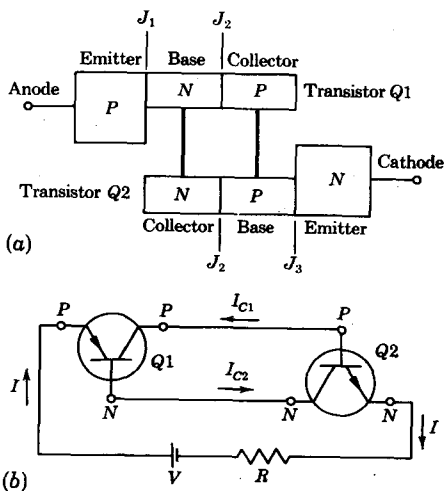 J1 J2
Emitter Base Collector
Anode
P N P Transistor Q1
Cathode
Transistor Q2 N P N
Collector Base Emitter
(a)
J2 J3
P P IC1 P
Q1 Q2
I IC2
N N N I
V R
(b)